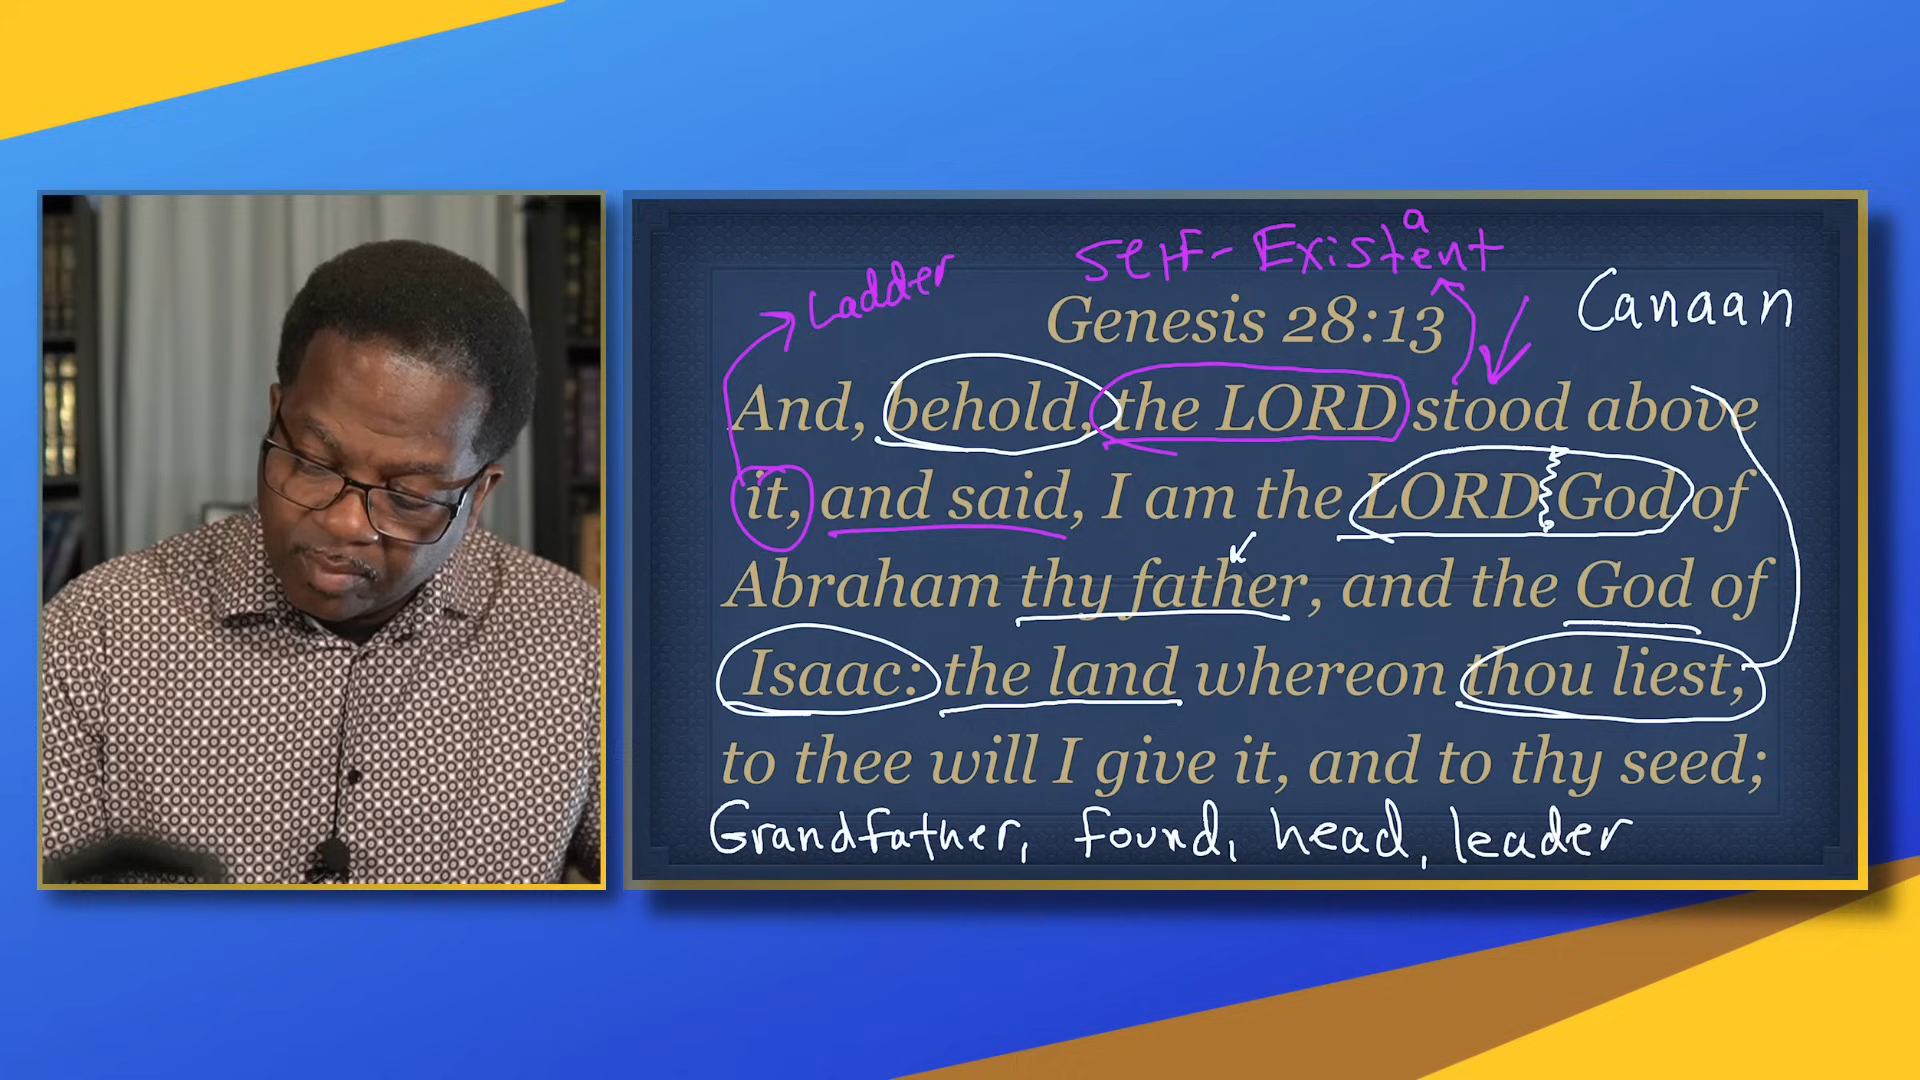 Self-Existent
a
Ladder
Canaan
Genesis 28:13
And, behold, the LORD stood above
it, and said, I am the LORD God of
Abraham thy father, and the God of
Isaac: the land whereon thou liest,
to thee will I give it, and to thy seed;
Grandfather, found, head, leader